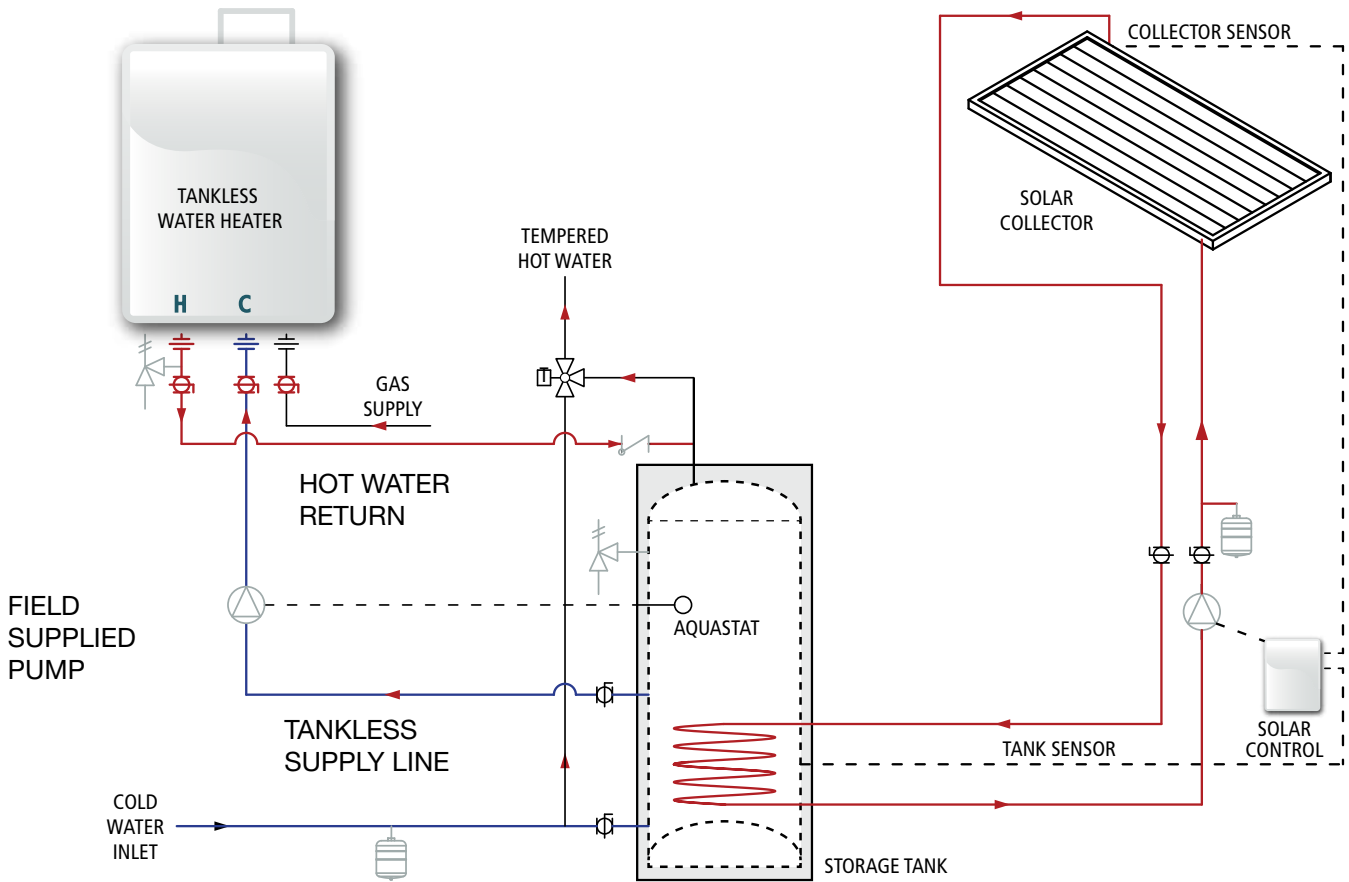 COLLECTOR SENSOR
TANKLESS
WATER HEATER
SOLAR
COLLECTOR
TEMPERED
HOT WATER
H
C
GAS
SUPPLY
HOT WATER
RETURN
FIELD
SUPPLIED
PUMP
AQUASTAT
TANKLESS
SUPPLY LINE
TANK SENSOR
SOLAR
CONTROL
COLD
WATER
INLET
STORAGE TANK